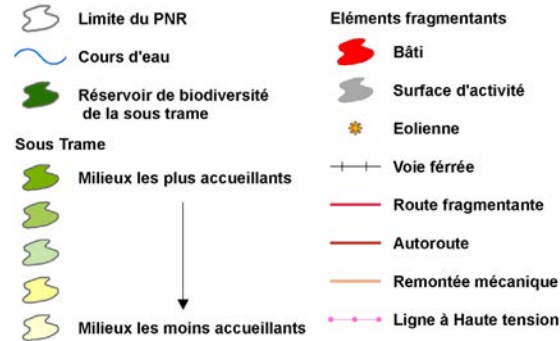 Limite du PNR
Cours d'eau
Réservoir de biodiversité
de la sous trame
Sous Trame
Milieux les plus accueillants
Milieux les moins accueillants
Eléments fragmentants
Bâti
Surface d'activité
Eolienne
Voie férrée
Route fragmentante
Autoroute
Remontée mécanique
Ligne à Haute tension